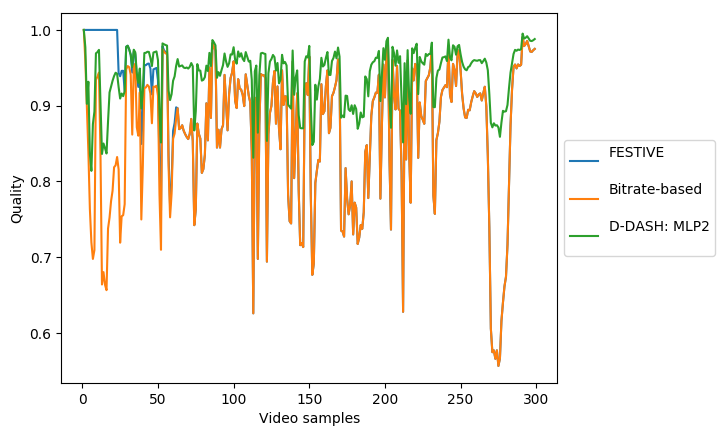 1.0
0.9
0.8
0.7
0.6
Quality
0
50
100
150
200
250
300
Video samples
FESTIVE
Bitrate-based
D-DASH: MLP2